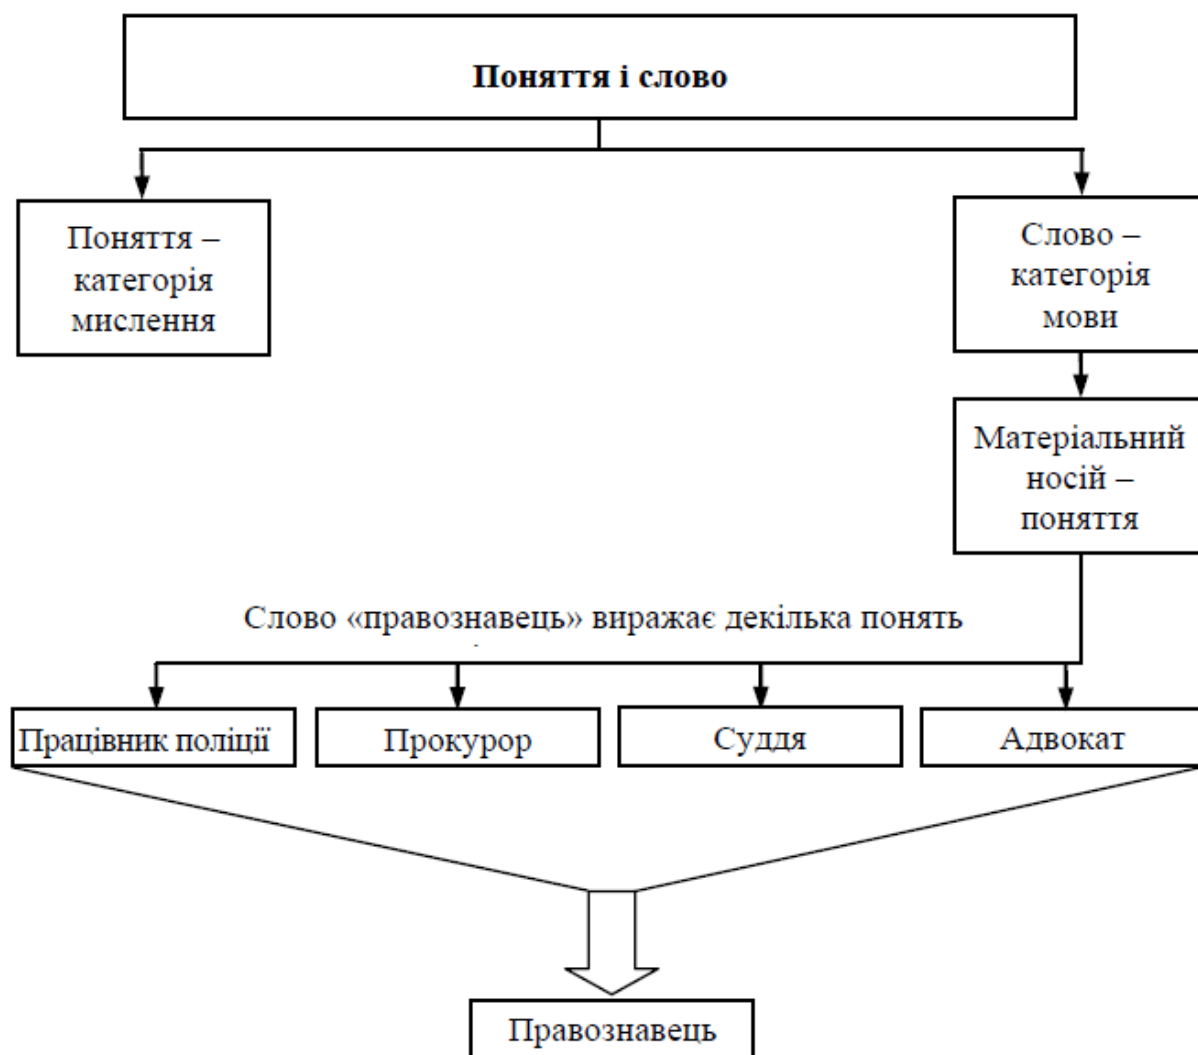 Поняття і слово
Поняття –
категорія
мислення
Слово –
категорія
мови
Матеріальний
носій –
поняття
Слово «правознавець» виражає декілька понять
Працівник поліції
Прокурор
Суддя
Адвокат
Правознавець